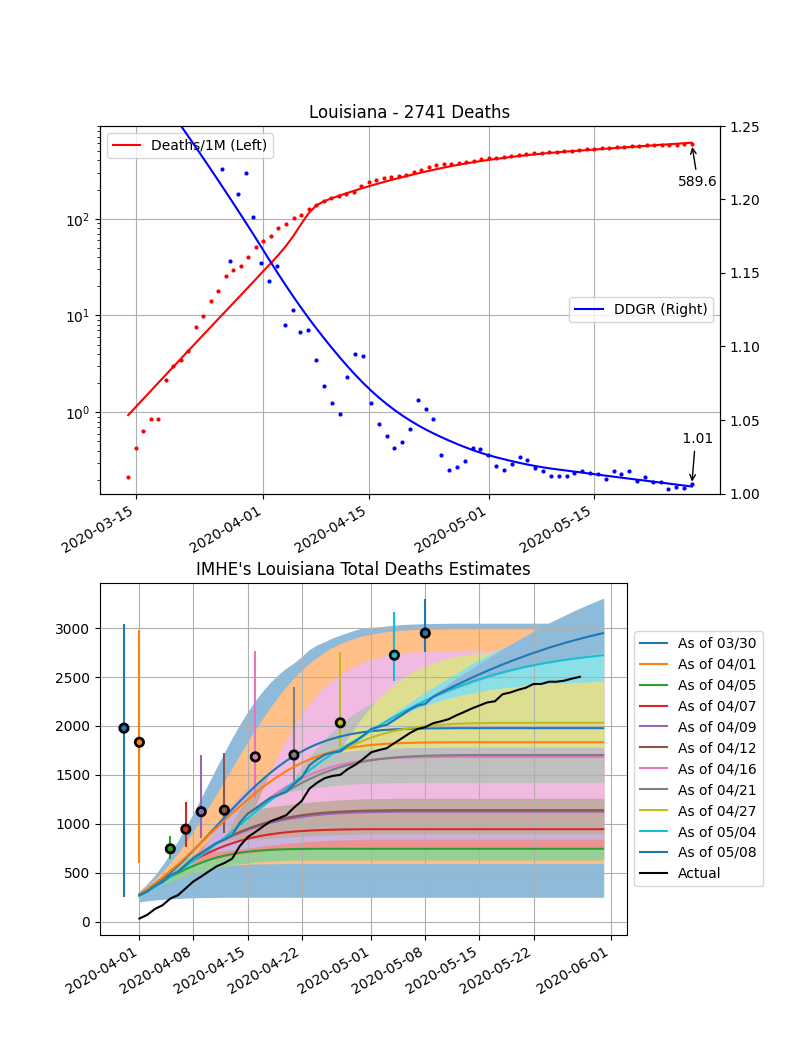 Louisiana - 2741 Deaths
Deaths/1M (Left)
DDGR (Right)
589.6
1.01
10²
10¹
10⁰
1.25
1.20
1.15
1.10
1.05
1.00
2020-03-15
2020-04-01
2020-04-15
2020-05-01
2020-05-15
IMHE's Louisiana Total Deaths Estimates
3000
2500
2000
1500
1000
500
0
2020-04-01
2020-04-08
2020-04-15
2020-04-22
2020-05-01
2020-05-08
2020-05-15
2020-05-22
2020-06-01
As of 03/30
As of 04/01
As of 04/05
As of 04/07
As of 04/09
As of 04/12
As of 04/16
As of 04/21
As of 04/27
As of 05/04
As of 05/08
Actual